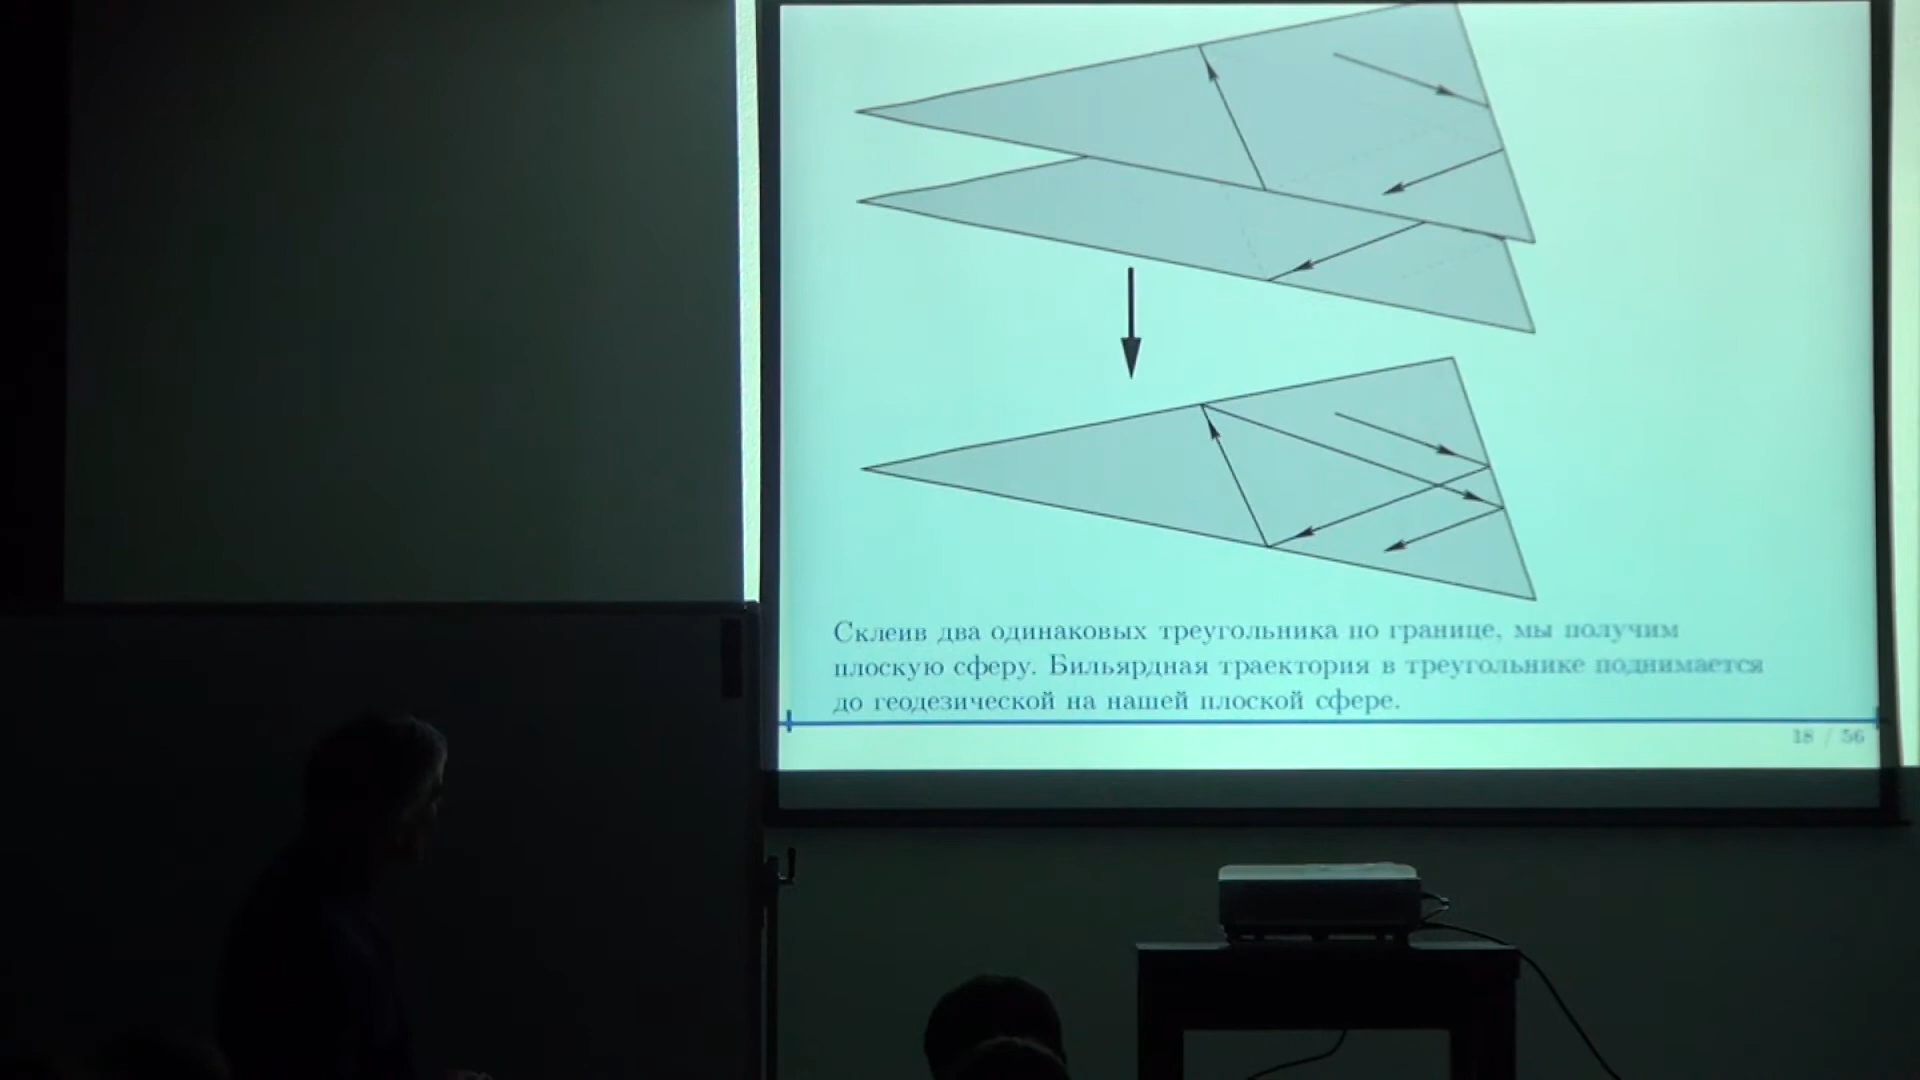 Склеив два одинаковых треугольника по границе, мы получим
плоскую сферу. Бильярдная траектория в треугольнике поднимается
до геодезической на нашей плоской сфере.
18 / 56